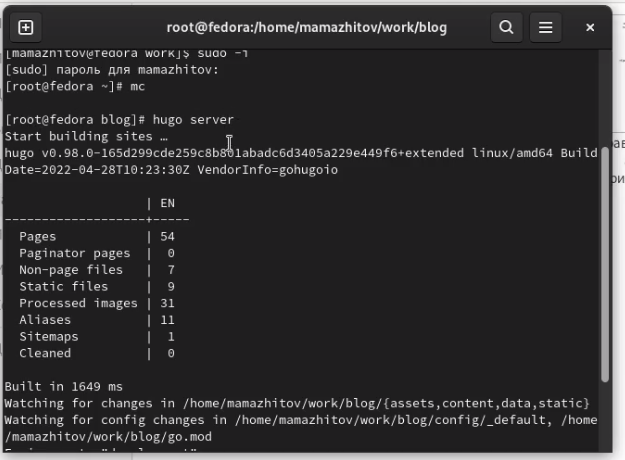 root@fedora:/home/mamazhitov/work/blog
[mamazhitov@fedora work]$ sudo -i
[sudo] пароль для mamazhitov:
[root@fedora ~]# mc
[root@fedora blog]# hugo server
Start building sites …
hugo v0.98.0-165d299cde259c8b801abadc6d3405a229e449f6+extended linux/amd64 Build
Date=2022-04-28T10:23:30Z VendorInfo=gohugoio
| EN
-------------------+-----
Pages | 54
Paginator pages | 0
Non-page files | 7
Static files | 9
Processed images | 31
Aliases | 11
Sitemaps | 1
Cleaned | 0
Built in 1649 ms
Watching for changes in /home/mamazhitov/work/blog/{assets,content,data,static}
Watching for config changes in /home/mamazhitov/work/blog/config/_default, /home
/mamazhitov/work/blog/go.mod